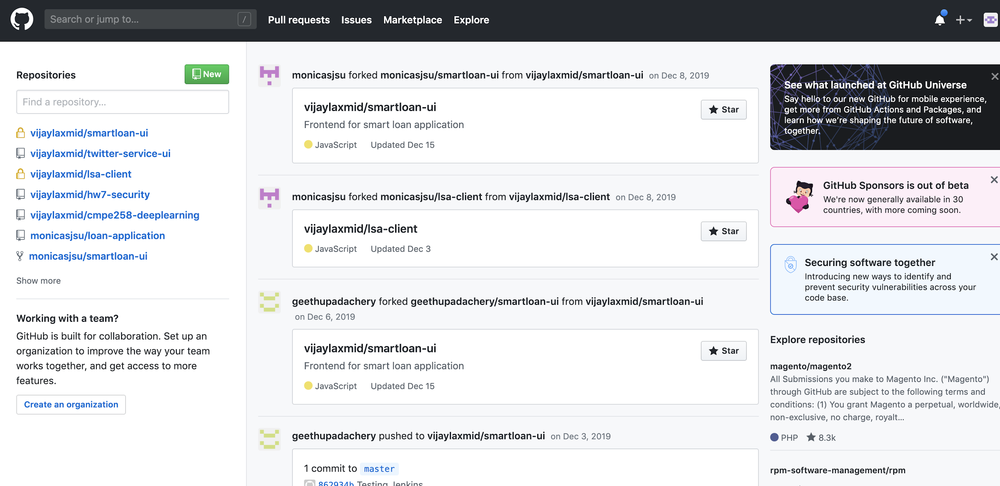 Search or jump to...
/
Pull requests
Issues
Marketplace
Explore
Repositories
New
Find a repository...
vijaylaxmid/smartloan-ui
vijaylaxmid/twitter-service-ui
vijaylaxmid/lsa-client
vijaylaxmid/hw7-security
vijaylaxmid/cmpe258-deeplearning
monicasjsu/loan-application
monicasjsu/smartloan-ui
Show more
Working with a team?
GitHub is built for collaboration. Set up an
organization to improve the way your team
works together, and get access to more
features.
Create an organization
monicasjsu forked monicasjsu/smartloan-ui from vijaylaxmid/smartloan-ui on Dec 8, 2019
vijaylaxmid/smartloan-ui
Star
Frontend for smart loan application
JavaScript Updated Dec 15
monicasjsu forked monicasjsu/lsa-client from vijaylaxmid/lsa-client on Dec 8, 2019
vijaylaxmid/lsa-client
Star
JavaScript Updated Dec 3
geethupadachery forked geethupadachery/smartloan-ui from vijaylaxmid/smartloan-ui
on Dec 6, 2019
vijaylaxmid/smartloan-ui
Star
Frontend for smart loan application
JavaScript Updated Dec 15
geethupadachery pushed to vijaylaxmid/smartloan-ui on Dec 3, 2019
1 commit to master
862934b Testing Jenkins
See what launched at GitHub Universe
Say hello to our new GitHub for mobile experience,
get more from GitHub Actions and Packages, and
learn how we’re shaping the future of software,
together.
GitHub Sponsors is out of beta
We're now generally available in 30
countries, with more coming soon.
Securing software together
Introducing new ways to identify and
prevent security vulnerabilities across your
code base.
Explore repositories
magento/magento2
All Submissions you make to Magento Inc. ("Magento")
through GitHub are subject to the following terms and
conditions: (1) You grant Magento a perpetual, worldwide,
non-exclusive, no charge, royalt...
PHP 8.3k
rpm-software-management/rpm